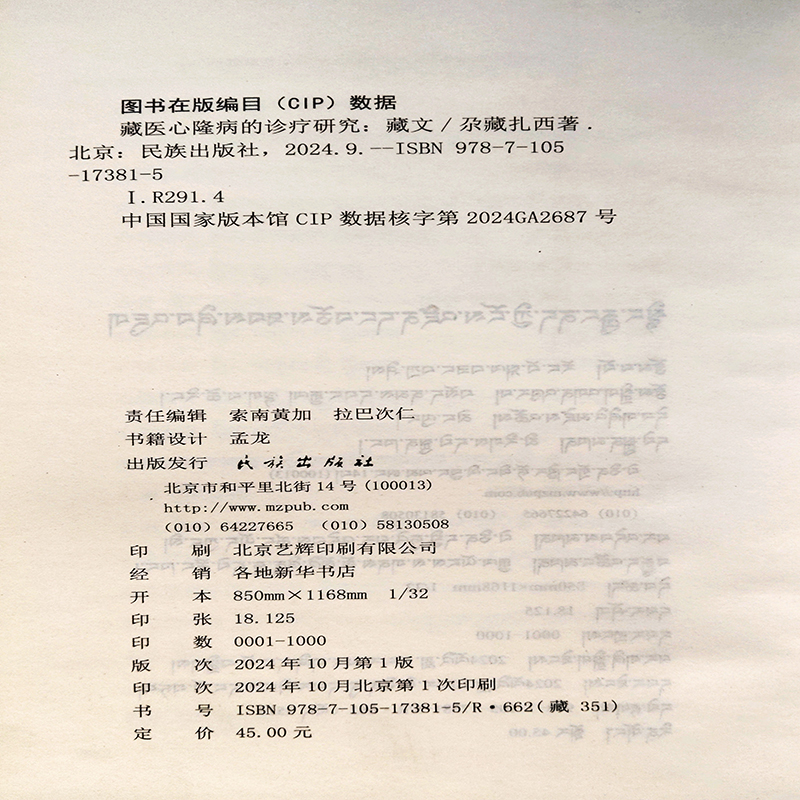 图书在版编目（CIP）数据
藏医心隆病的诊疗研究：藏文 / 尕藏扎西著．
北京：民族出版社，2024.9.--ISBN 978-7-105
-17381-5
Ⅰ.R291.4
中国国家版本馆 CIP 数据核字第 2024GA2687 号
责任编辑 索南黄加 拉巴次仁
书籍设计 孟龙
出版发行 民族出版社
北京市和平里北街 14 号 (100013)
http://www.mzpub.com
(010) 64227665 (010) 58130508
印 刷 北京艺辉印刷有限公司
经 销 各地新华书店
开 本 850mm×1168mm 1/32
印 张 18.125
印 数 0001-1000
版 次 2024 年 10 月第 1 版
印 次 2024 年 10 月北京第 1 次印刷
书 号 ISBN 978-7-105-17381-5/R·662(藏 351)
定 价 45.00 元